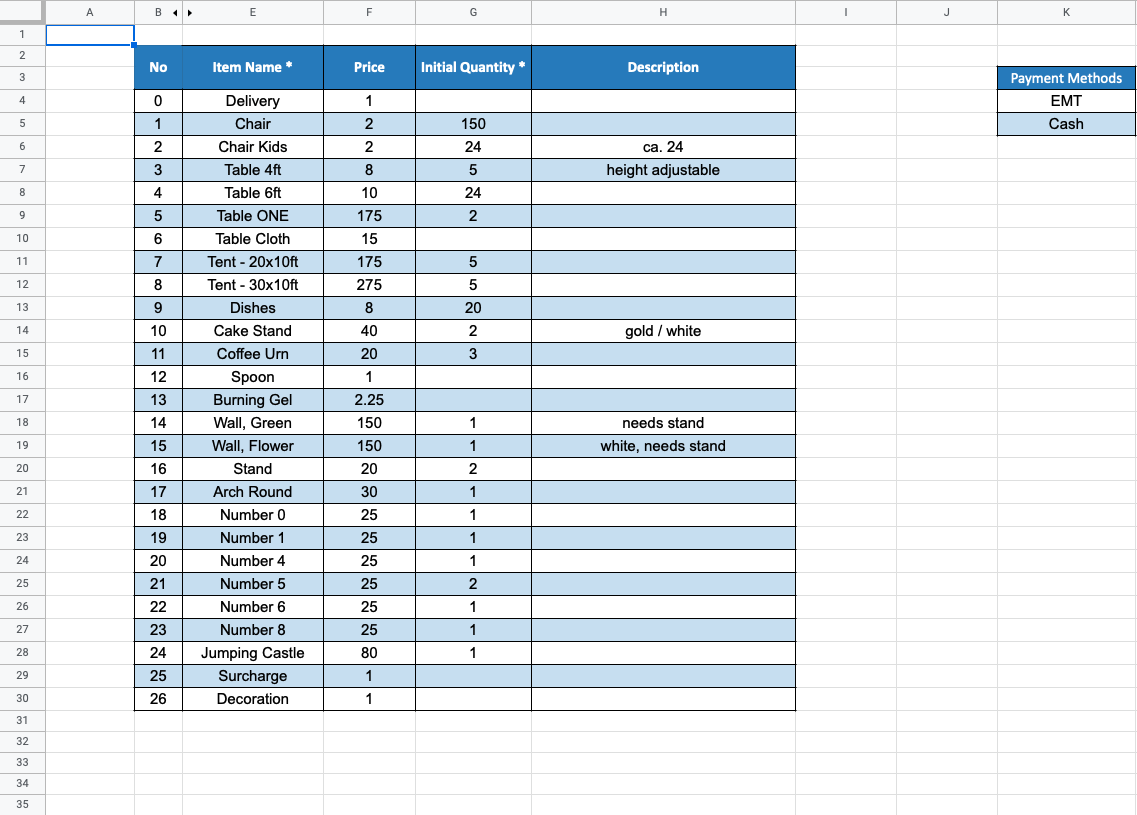 A B E F G H I J K
1
2
No Item Name * Price Initial Quantity * Description
3 Payment Methods
4 0 Delivery 1 EMT
5 1 Chair 2 150 Cash
6 2 Chair Kids 2 24 ca. 24
7 3 Table 4ft 8 5 height adjustable
8 4 Table 6ft 10 24
9 5 Table ONE 175 2
10 6 Table Cloth 15
11 7 Tent - 20x10ft 175 5
12 8 Tent - 30x10ft 275 5
13 9 Dishes 8 20
14 10 Cake Stand 40 2 gold / white
15 11 Coffee Urn 20 3
16 12 Spoon 1
17 13 Burning Gel 2.25
18 14 Wall, Green 150 1 needs stand
19 15 Wall, Flower 150 1 white, needs stand
20 16 Stand 20 2
21 17 Arch Round 30 1
22 18 Number 0 25 1
23 19 Number 1 25 1
24 20 Number 4 25 1
25 21 Number 5 25 2
26 22 Number 6 25 1
27 23 Number 8 25 1
28 24 Jumping Castle 80 1
29 25 Surcharge 1
30 26 Decoration 1
31
32
33
34
35